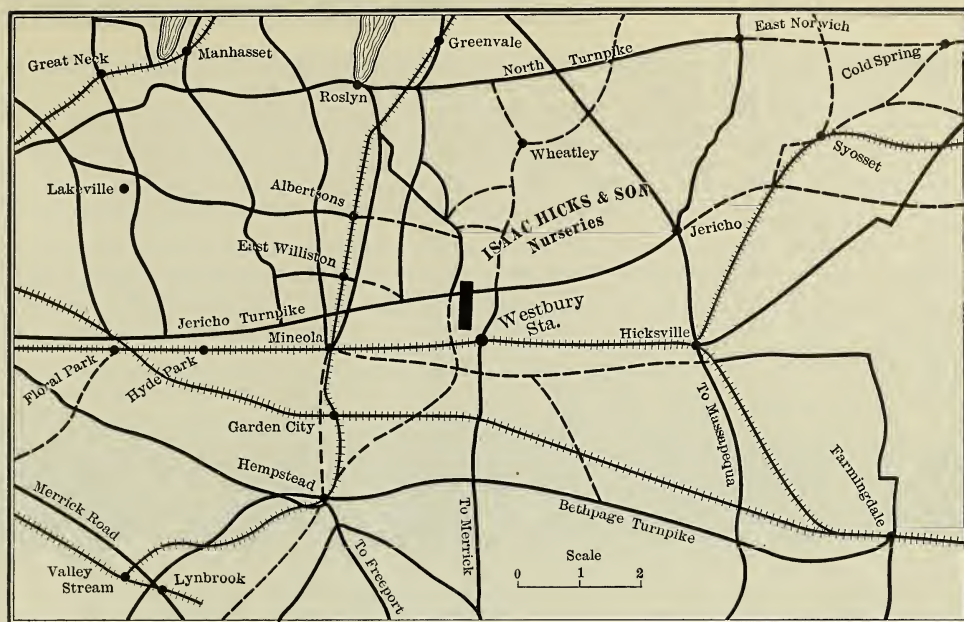 East Norwich
Great Neck
Manhasset
Greenvale
North Turnpike
Cold Spring
Roslyn
Wheatley
Syosset
Lakeville
Albertsons
ISAAC HICKS & SON
Nurseries
Jericho
East Williston
Jericho Turnpike
Westbury
Sta.
Mineola
Hicksville
Floral Park
Hyde Park
Garden City
To Massapequa
Hempstead
Farmingdale
Merrick Road
To Merrick
Bethpage Turnpike
To Freeport
Scale
0 1 2
Valley
Stream
Lynbrook